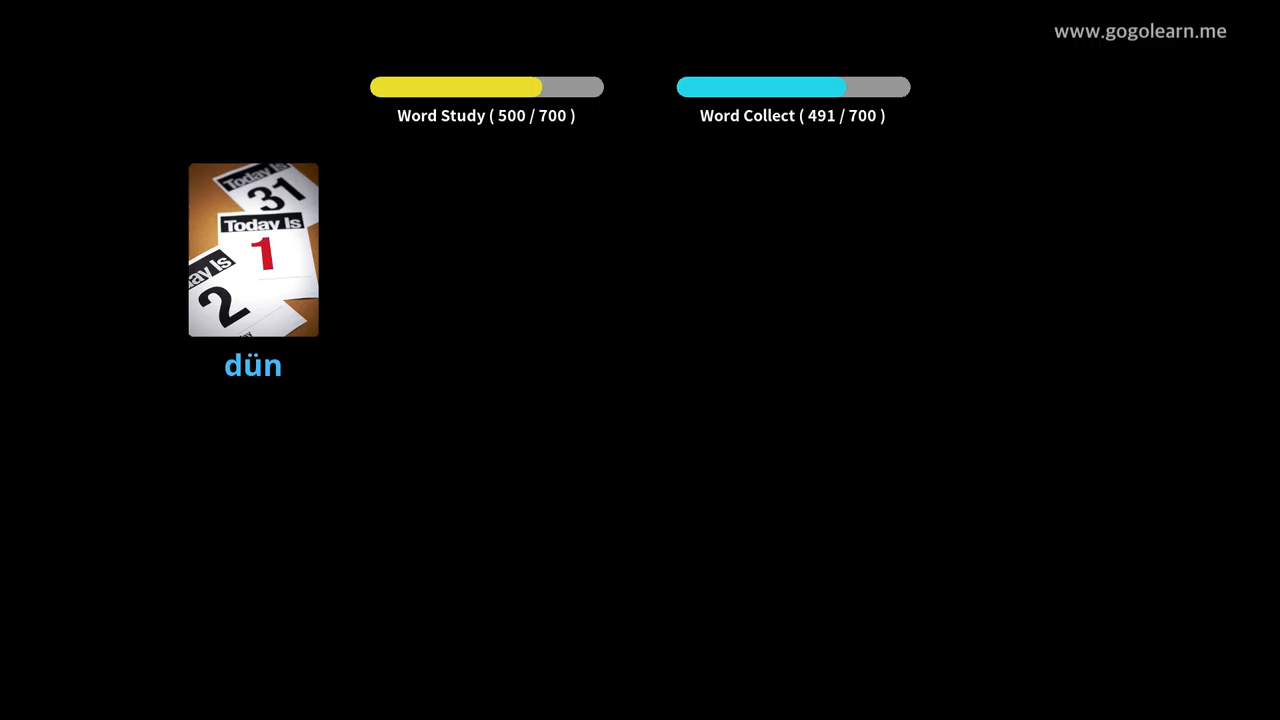 www.gogolearn.me
Word Study ( 500 / 700 )
Word Collect ( 491 / 700 )
Today Is
31
Today Is
1
ay Is
2
dün